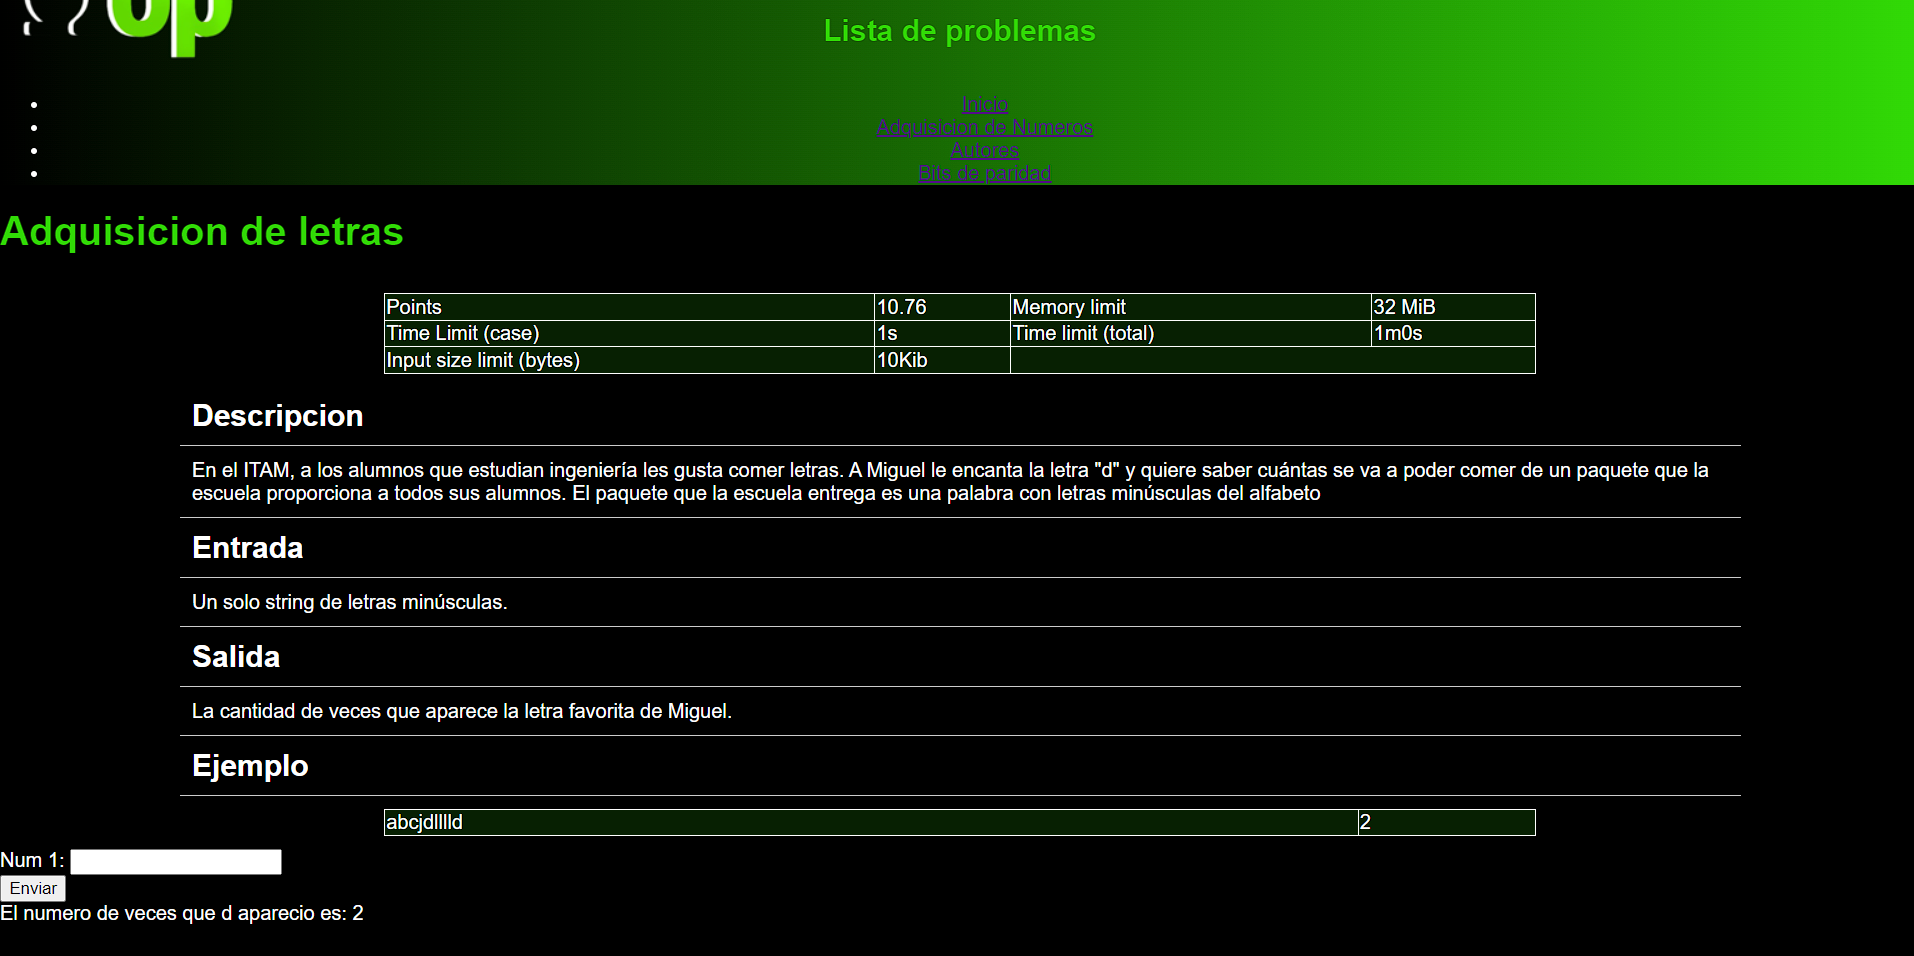 op
Lista de problemas
Inicio
Adquisicion de Numeros
Autores
Bits de paridad
Adquisicion de letras
Points 10.76 Memory limit 32 MiB
Time Limit (case) 1s Time limit (total) 1m0s
Input size limit (bytes) 10Kib
Descripcion
En el ITAM, a los alumnos que estudian ingeniería les gusta comer letras. A Miguel le encanta la letra "d" y quiere saber cuántas se va a poder comer de un paquete que la
escuela proporciona a todos sus alumnos. El paquete que la escuela entrega es una palabra con letras minúsculas del alfabeto
Entrada
Un solo string de letras minúsculas.
Salida
La cantidad de veces que aparece la letra favorita de Miguel.
Ejemplo
abcjdlllld 2
Num 1:
Enviar
El numero de veces que d aparecio es: 2